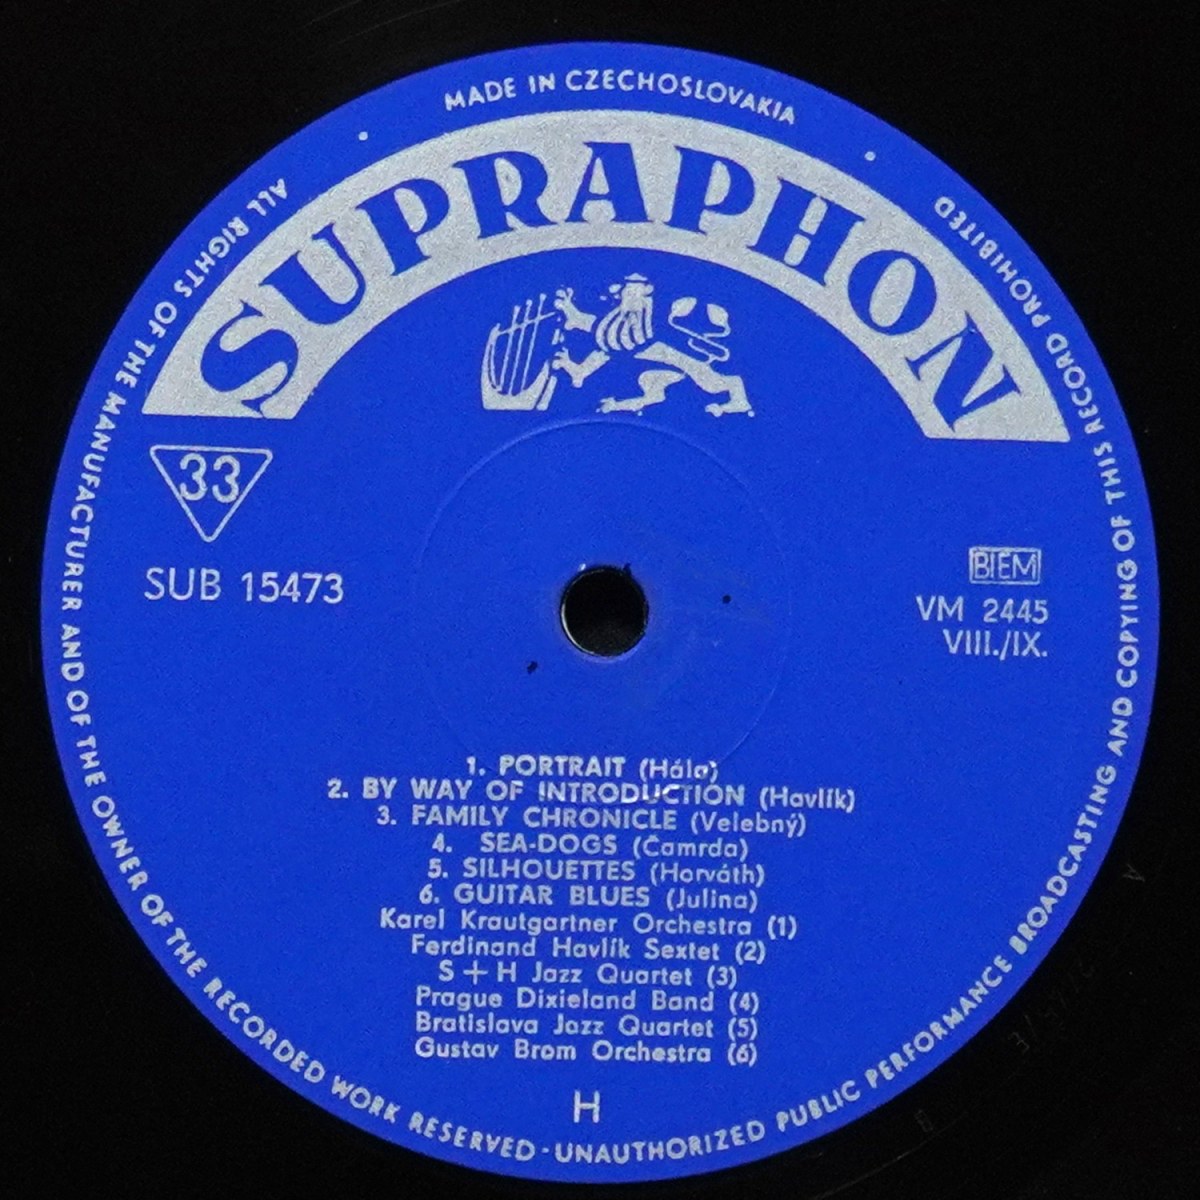 MADE IN CZECHOSLOVAKIA
SUPRAPHON
33
SUB 15473
BIEM
VM 2445
VIII./IX.
1. PORTRAIT (Hála)
2. BY WAY OF INTRODUCTION (Havlík)
3. FAMILY CHRONICLE (Velebný)
4. SEA-DOGS (Čamrda)
5. SILHOUETTES (Horváth)
6. GUITAR BLUES (Julina)
Karel Krautgartner Orchestra (1)
Ferdinand Havlík Sextet (2)
S + H Jazz Quartet (3)
Prague Dixieland Band (4)
Bratislava Jazz Quartet (5)
Gustav Brom Orchestra (6)
H
ALL RIGHTS OF THE MANUFACTURER AND OF THE OWNER OF THE RECORDED WORK RESERVED · UNAUTHORIZED PUBLIC PERFORMANCE BROADCASTING AND COPYING OF THIS RECORD PROHIBITED